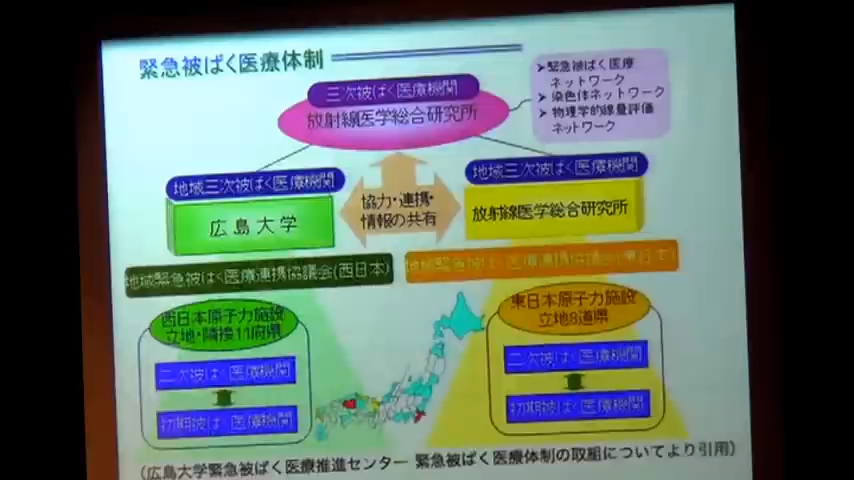 緊急被ばく医療体制
三次被ばく医療機関
放射線医学総合研究所
➤緊急被ばく医療
ネットワーク
➤染色体ネットワーク
➤物理学的線量評価
ネットワーク
地域三次被ばく医療機関
広島大学
協力・連携・
情報の共有
地域三次被ばく医療機関
放射線医学総合研究所
地域緊急被ばく医療連携協議会(西日本)
地域緊急被ばく医療連携協議会(東日本)
西日本原子力施設
立地・隣接11府県
二次被ばく医療機関
初期被ばく医療機関
東日本原子力施設
立地8道県
二次被ばく医療機関
初期被ばく医療機関
(広島大学緊急被ばく医療推進センター 緊急被ばく医療体制の取組についてより引用)